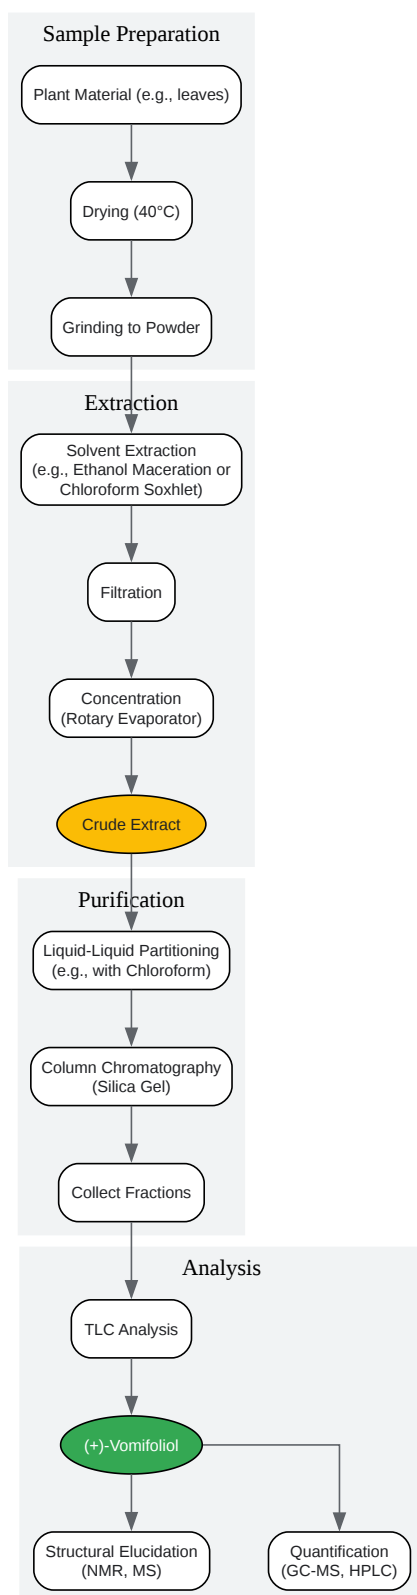 Sample Preparation
Plant Material (e.g., leaves)
Drying (40°C)
Grinding to Powder
Extraction
Solvent Extraction
(e.g., Ethanol Maceration or
Chloroform Soxhlet)
Filtration
Concentration
(Rotary Evaporator)
Crude Extract
Purification
Liquid-Liquid Partitioning
(e.g., with Chloroform)
Column Chromatography
(Silica Gel)
Collect Fractions
Analysis
TLC Analysis
(+)-Vomifoliol
Structural Elucidation
(NMR, MS)
Quantification
(GC-MS, HPLC)